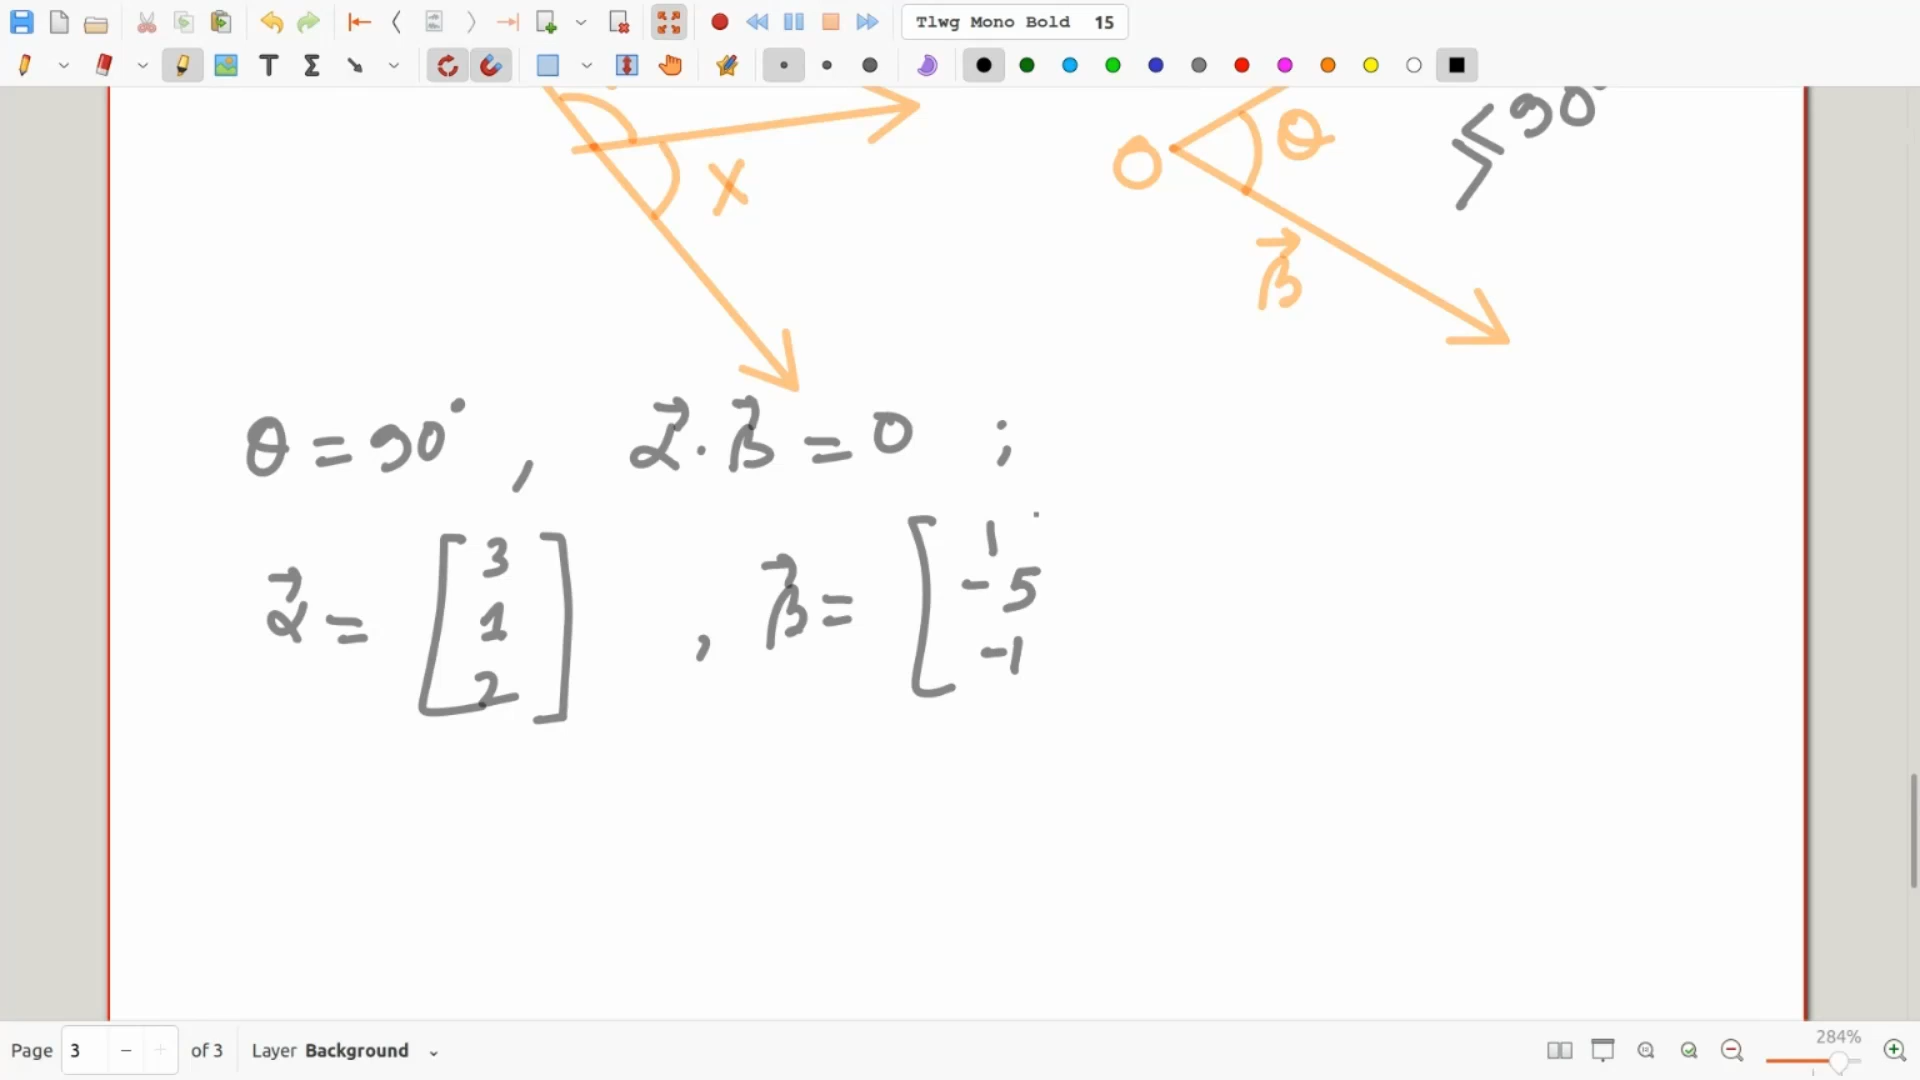 Tlwg Mono Bold 15
X
O θ
≤ 90°
β⃗
θ = 90° , α⃗ . β⃗ = 0 ;
α⃗ = [ 3 1 2 ] , β⃗ = [ 1 -5 -1
Page 3 of 3 Layer Background 284%